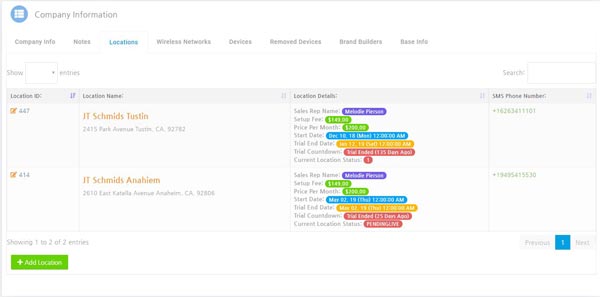 Company Information
Company Info Notes Locations Wireless Networks Devices Removed Devices Brand Builders Base Info
Show entries Search:
Location ID: Location Name: Location Details: SMS Phone Number:
447
JT Schmids Tustin
2415 Park Avenue Tustin, CA, 92782
Sales Rep Name: Melodie Pierson
Setup Fee: $149.00
Price Per Month: $200.00
Start Date: Dec 10, 18 (Mon) 12:00:00 AM
Trial End Date: Jan 12, 19 (Sat) 12:00:00 AM
Trial Countdown: Trial Ended (135 Days Ago)
Current Location Status: 1
+16263411101
414
JT Schmids Anahiem
2610 East Katella Avenue Anaheim, CA, 92806
Sales Rep Name: Melodie Pierson
Setup Fee: $149.00
Price Per Month: $200.00
Start Date: 02, 19 (Thu) 12:00:00 AM
Trial End Date: 02, 19 (Thu) 12:00:00 AM
Trial Countdown: Trial Ended (25 Days Ago)
Current Location Status: PENDINGLIVE
+19495415530
Showing 1 to 2 of 2 entries
Previous 1 Next
+ Add Location